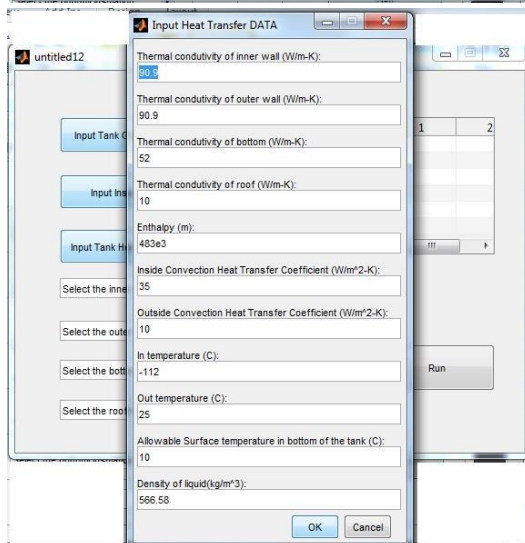 Input Heat Transfer DATA
untitled12
Thermal condutivity of inner wall (W/m-K):
90.9
Thermal condutivity of outer wall (W/m-K):
90.9
Thermal condutivity of bottom (W/m-K):
52
Thermal condutivity of roof (W/m-K):
10
Enthalpy (m):
483e3
Inside Convection Heat Transfer Coefficient (W/m^2-K):
35
Outside Convection Heat Transfer Coefficient (W/m^2-K):
10
In temperature (C):
-112
Out temperature (C):
25
Allowable Surface temperature in bottom of the tank (C):
10
Density of liquid(kg/m^3):
566.58
OK Cancel
Input Tank
Input Ins
Input Tank H
Select the inne
Select the oute
Select the bott
Select the roof
1 2
Run